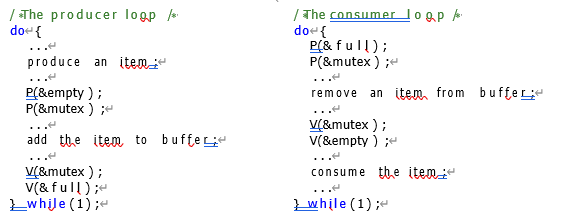 /* The producer loop */
do {
...
produce an item;
...
P(&empty);
P(&mutex);
...
add the item to buffer;
...
V(&mutex);
V(&full);
} while(1);
/* The consumer loop */
do {
P(&full);
P(&mutex);
...
remove an item from buffer;
...
V(&mutex);
V(&empty);
...
consume the item;
...
} while(1);